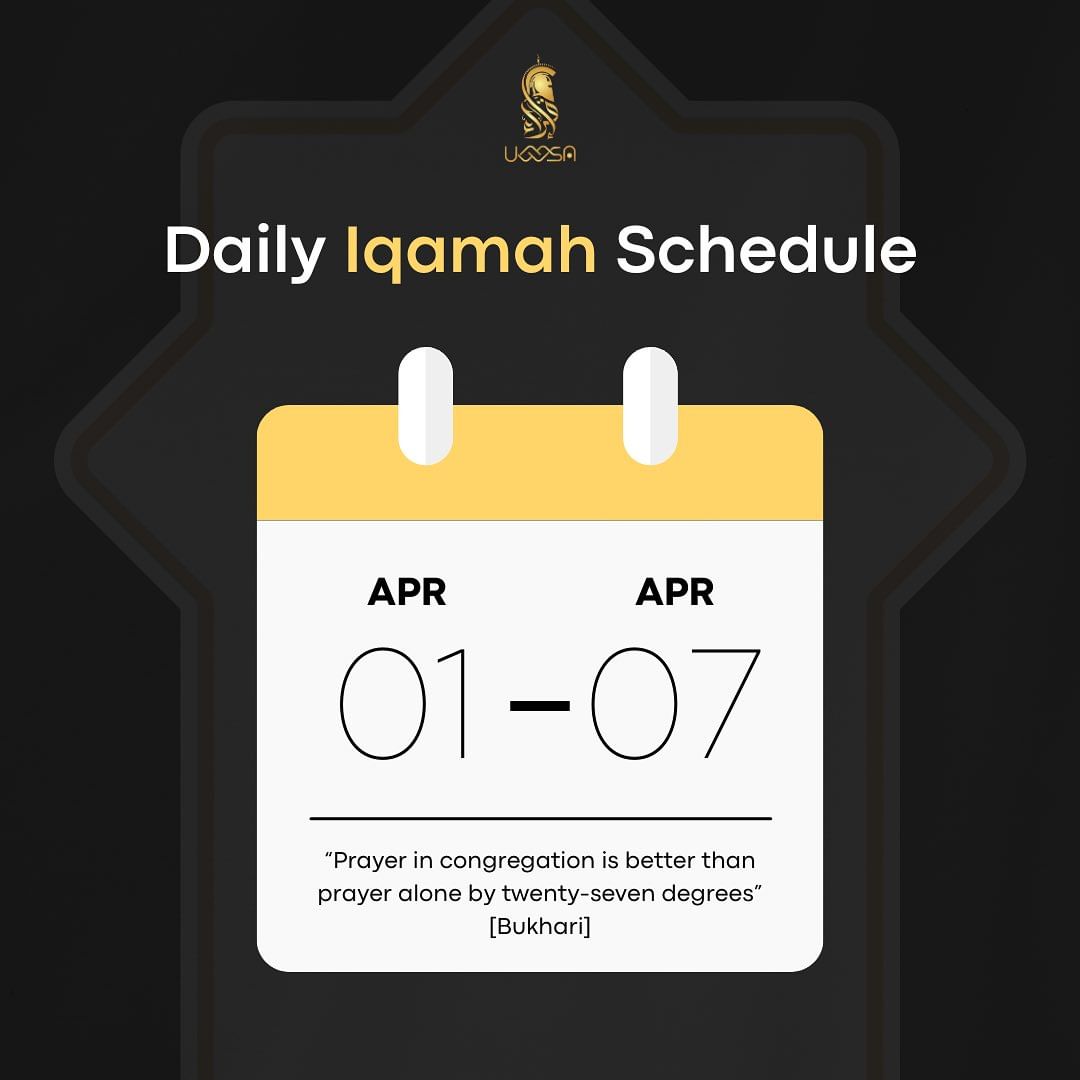 Daily Iqamah Schedule
APR APR
01 – 07
“Prayer in congregation is better than
prayer alone by twenty-seven degrees”
[Bukhari]